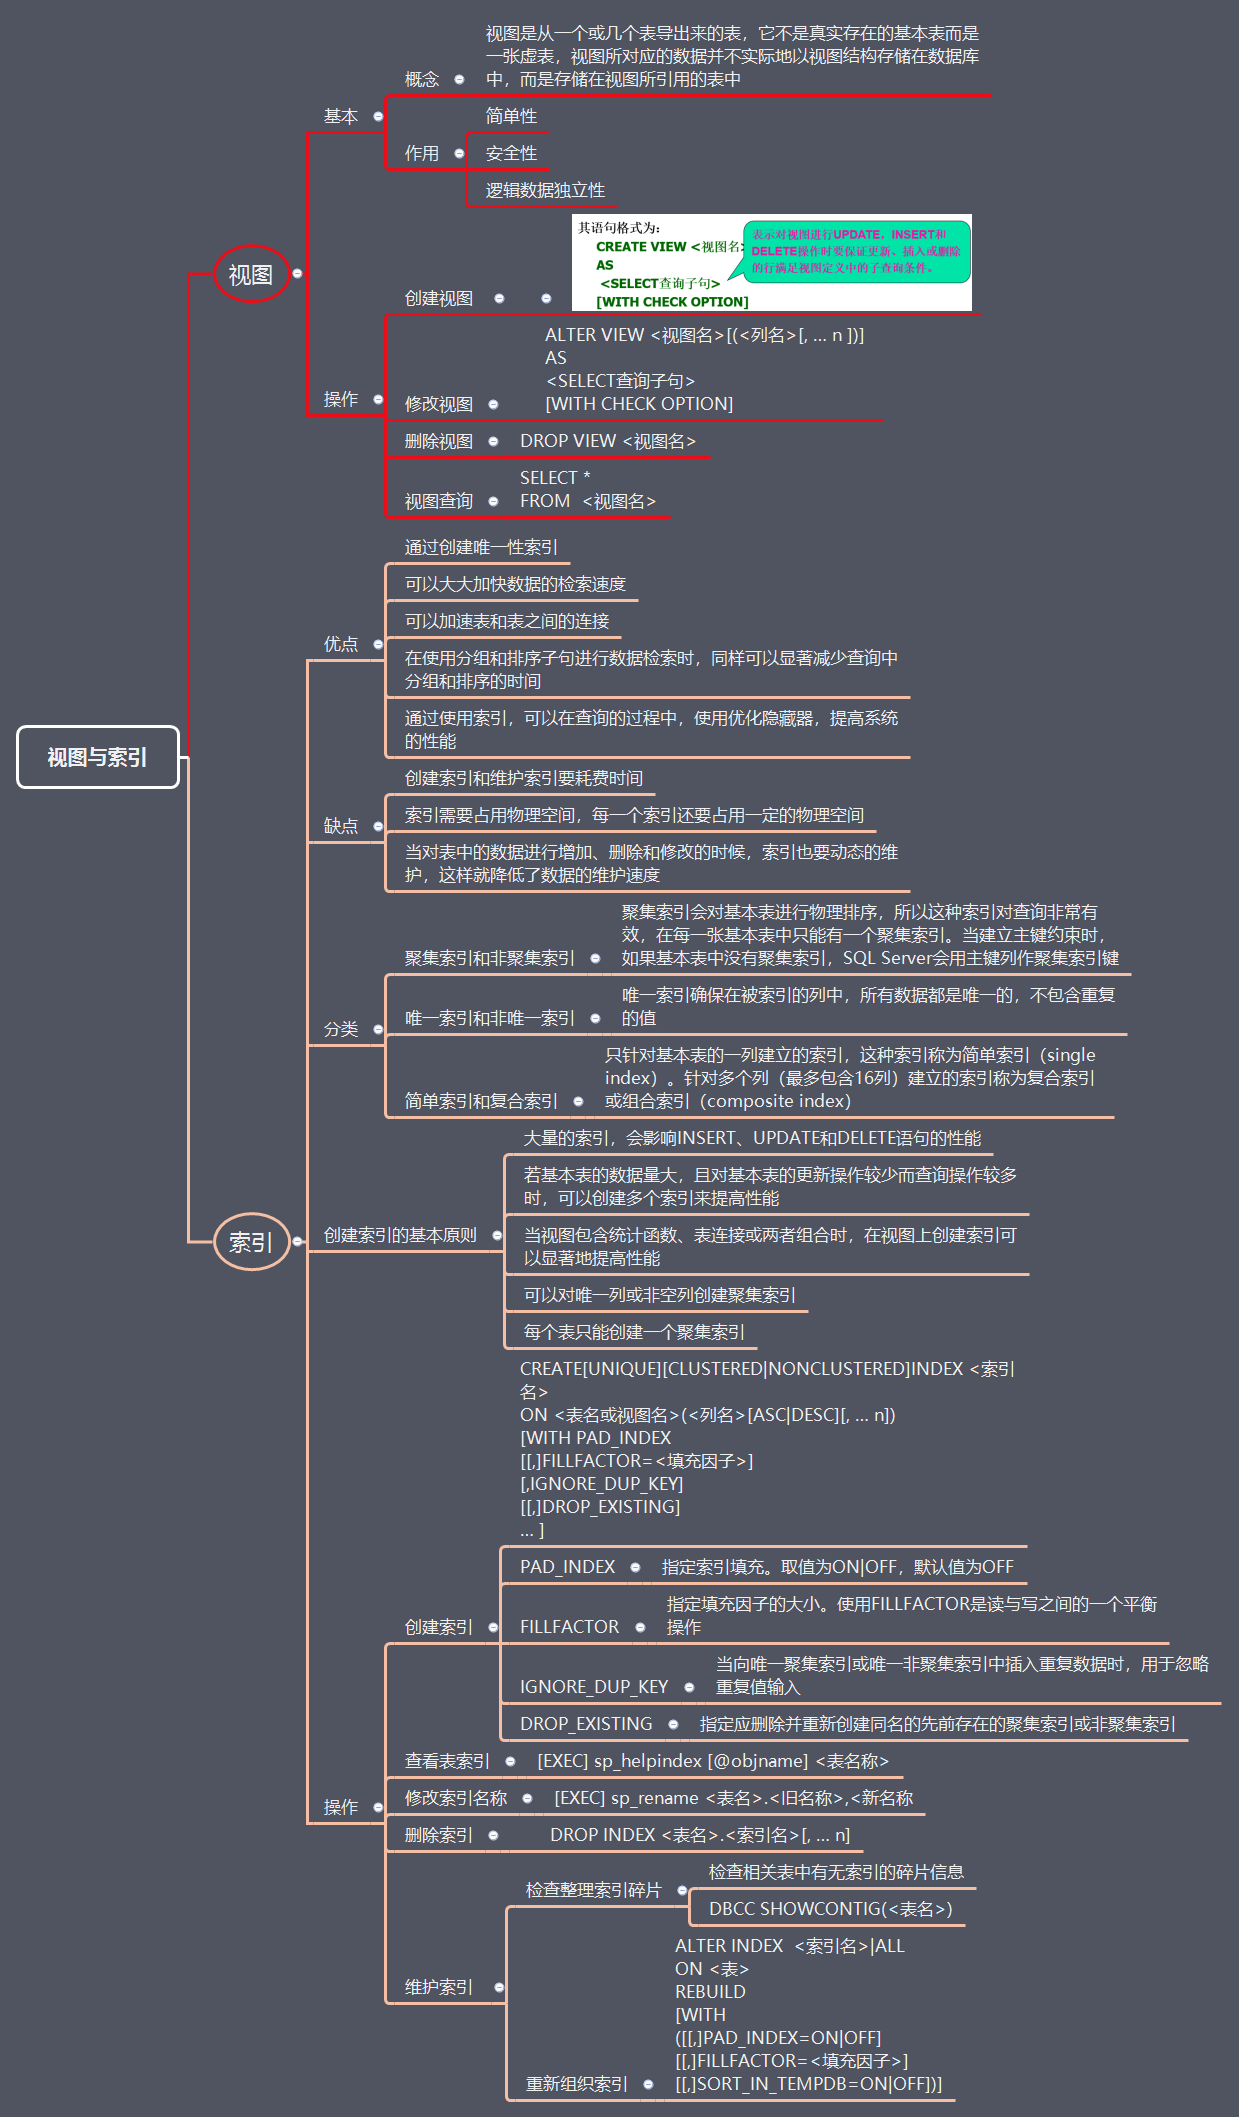 视图与索引
视图
基本
概念
视图是从一个或几个表导出来的表，它不是真实存在的基本表而是
一张虚表，视图所对应的数据并不实际地以视图结构存储在数据库
中，而是存储在视图所引用的表中
作用
简单性
安全性
逻辑数据独立性
操作
创建视图
其语句格式为：
CREATE VIEW <视图名>
AS
<SELECT查询子句>
[WITH CHECK OPTION]
表示对视图进行UPDATE、INSERT和
DELETE操作时要保证更新、插入或删除
的行满足视图定义中的子查询条件。
修改视图
ALTER VIEW <视图名>[(<列名>[, … n ])]
AS
<SELECT查询子句>
[WITH CHECK OPTION]
删除视图
DROP VIEW <视图名>
视图查询
SELECT *
FROM <视图名>
索引
优点
通过创建唯一性索引
可以大大加快数据的检索速度
可以加速表和表之间的连接
在使用分组和排序子句进行数据检索时，同样可以显著减少查询中
分组和排序的时间
通过使用索引，可以在查询的过程中，使用优化隐藏器，提高系统
的性能
缺点
创建索引和维护索引要耗费时间
索引需要占用物理空间，每一个索引还要占用一定的物理空间
当对表中的数据进行增加、删除和修改的时候，索引也要动态的维
护，这样就降低了数据的维护速度
分类
聚集索引和非聚集索引
聚集索引会对基本表进行物理排序，所以这种索引对查询非常有
效，在每一张基本表中只能有一个聚集索引。当建立主键约束时，
如果基本表中没有聚集索引，SQL Server会用主键列作聚集索引键
唯一索引和非唯一索引
唯一索引确保在被索引的列中，所有数据都是唯一的，不包含重复
的值
简单索引和复合索引
只针对基本表的一列建立的索引，这种索引称为简单索引（single
index）。针对多个列（最多包含16列）建立的索引称为复合索引
或组合索引（composite index）
创建索引的基本原则
大量的索引，会影响INSERT、UPDATE和DELETE语句的性能
若基本表的数据量大，且对基本表的更新操作较少而查询操作较多
时，可以创建多个索引来提高性能
当视图包含统计函数、表连接或两者组合时，在视图上创建索引可
以显著地提高性能
可以对唯一列或非空列创建聚集索引
每个表只能创建一个聚集索引
操作
创建索引
CREATE[UNIQUE][CLUSTERED|NONCLUSTERED]INDEX <索引
名>
ON <表名或视图名>(<列名>[ASC|DESC][, … n])
[WITH PAD_INDEX
[[,]FILLFACTOR=<填充因子>]
[,IGNORE_DUP_KEY]
[[,]DROP_EXISTING]
… ]
PAD_INDEX
指定索引填充。取值为ON|OFF，默认值为OFF
FILLFACTOR
指定填充因子的大小。使用FILLFACTOR是读与写之间的一个平衡
操作
IGNORE_DUP_KEY
当向唯一聚集索引或唯一非聚集索引中插入重复数据时，用于忽略
重复值输入
DROP_EXISTING
指定应删除并重新创建同名的先前存在的聚集索引或非聚集索引
查看表索引
[EXEC] sp_helpindex [@objname] <表名称>
修改索引名称
[EXEC] sp_rename <表名>.<旧名称>,<新名称
删除索引
DROP INDEX <表名>.<索引名>[, … n]
维护索引
检查整理索引碎片
检查相关表中有无索引的碎片信息
DBCC SHOWCONTIG(<表名>)
重新组织索引
ALTER INDEX <索引名>|ALL
ON <表>
REBUILD
[WITH
([[,]PAD_INDEX=ON|OFF]
[[,]FILLFACTOR=<填充因子>]
[[,]SORT_IN_TEMPDB=ON|OFF])]